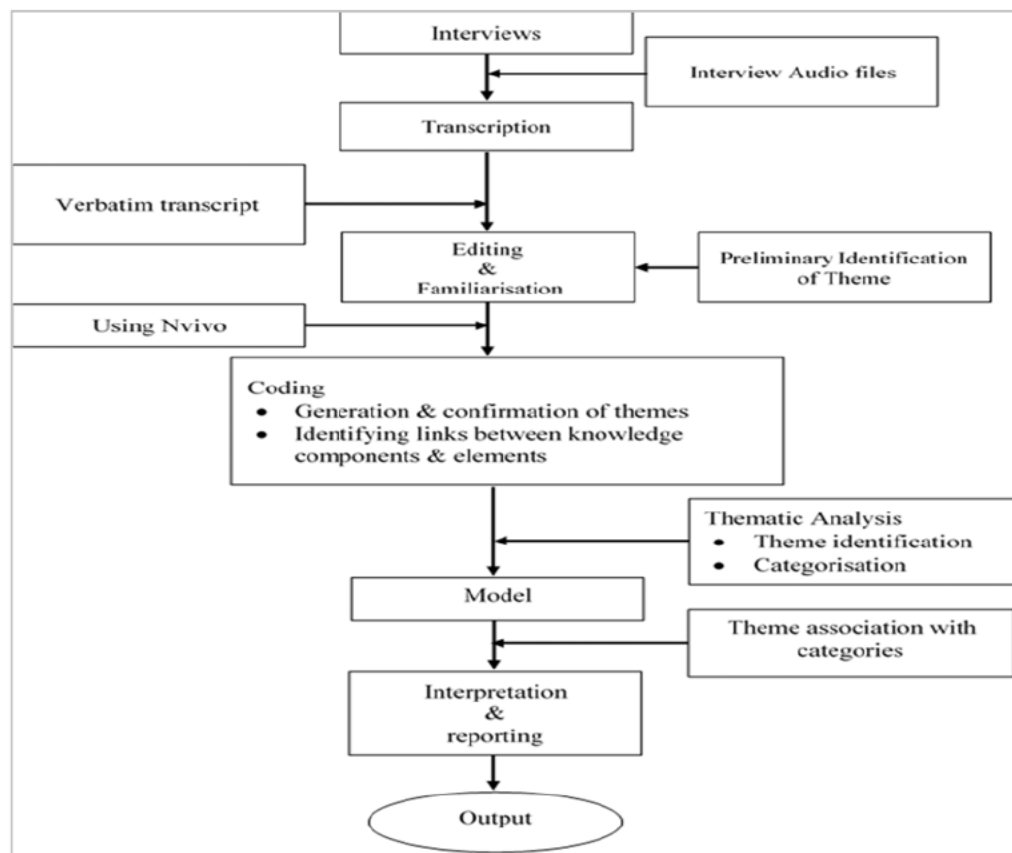 Interviews
Interview Audio files
Transcription
Verbatim transcript
Editing
&
Familiarisation
Preliminary Identification
of Theme
Using Nvivo
Coding
● Generation & confirmation of themes
● Identifying links between knowledge
components & elements
Thematic Analysis
● Theme identification
● Categorisation
Model
Theme association with
categories
Interpretation
&
reporting
Output